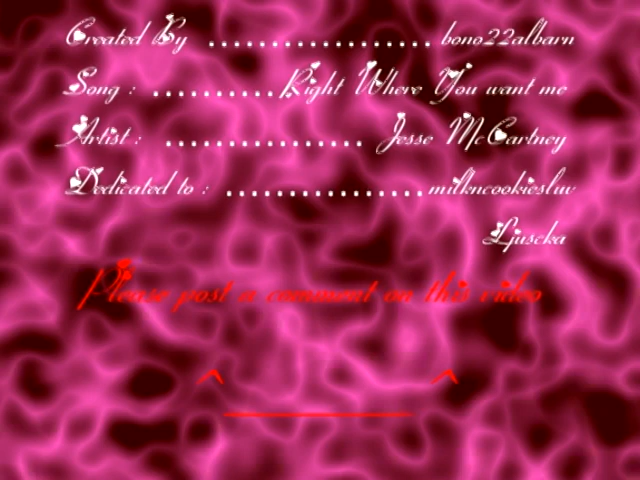 Created By .................. bono22albarn
Song : ..........Right Where You want me
Artist : ................ Jesse McCartney
Dedicated to : .................milkncookiesluv
Ljuscka
Please post a comment on this video
^ ^
_______________